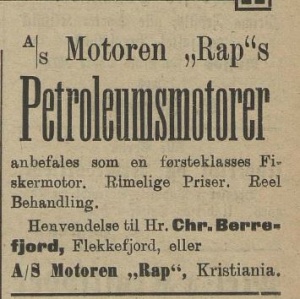 A/S Motoren „Rap“s
Petroleumsmotorer
anbefales som en førsteklasses Fi-
skermotor. Rimelige Priser. Reel
Behandling.
Henvendelse til Hr. Chr. Berre-
fjord, Flekkefjord, eller
A/S Motoren „Rap“, Kristiania.